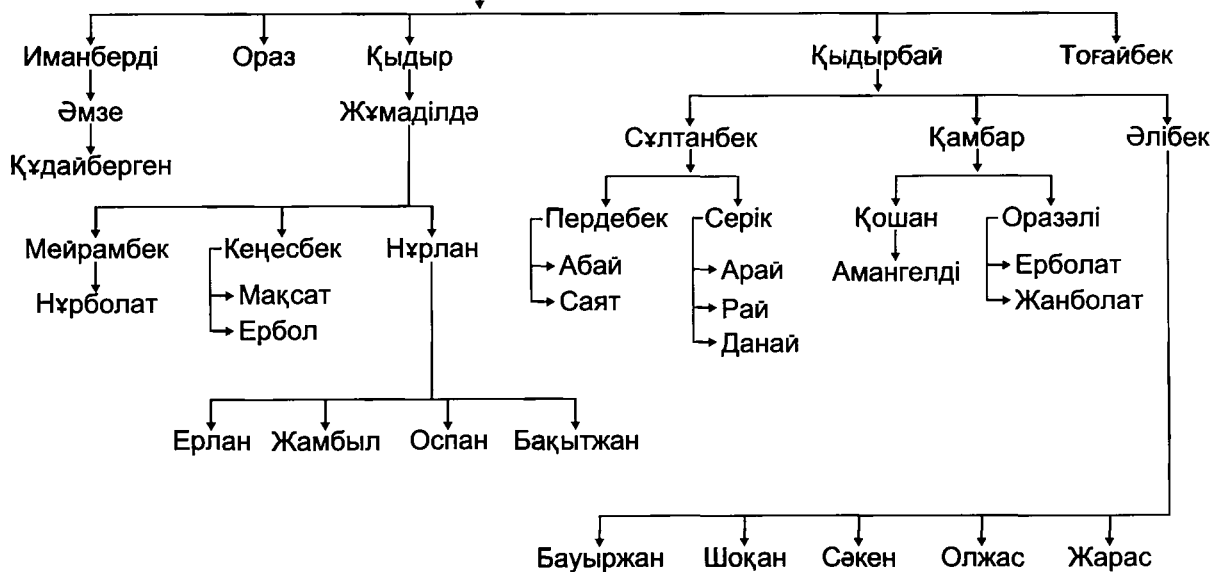 Иманберді Ораз Қыдыр Қыдырбай Тоғайбек
Әмзе Жұмаділдә
Сұлтанбек Қамбар Әлібек
Құдайберген
Пердебек Серік Қошан Оразәлі
Мейрамбек Кеңесбек Нұрлан
Абай Арай Амангелді Ерболат
Нұрболат Мақсат Саят Рай Жанболат
Ербол Данай
Ерлан Жамбыл Оспан Бақытжан
Бауыржан Шоқан Сәкен Олжас Жарас